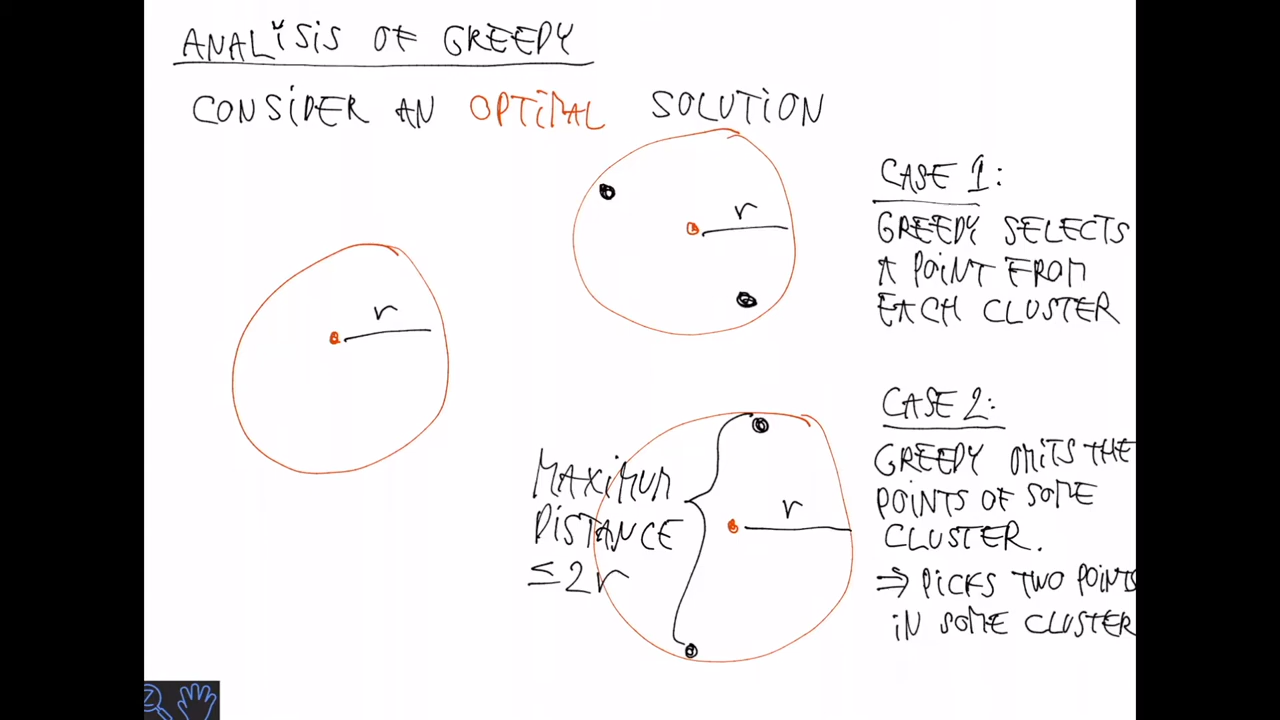 ANALYSIS OF GREEDY
CONSIDER AN OPTIMAL SOLUTION
r
r
CASE 1:
GREEDY SELECTS
A POINT FROM
EACH CLUSTER
MAXIMUM
DISTANCE
≤2r
r
CASE 2:
GREEDY OMITS THE
POINTS OF SOME
CLUSTER.
⇒ PICKS TWO POINTS
IN SOME CLUSTER